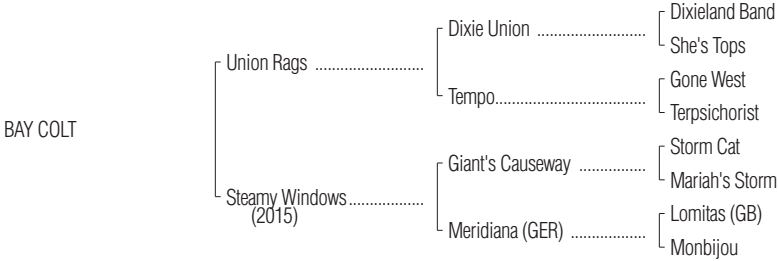 Dixieland Band
Dixie Union ..........................
She's Tops
Union Rags ..........................
Gone West
Tempo....................................
Terpsichorist
BAY COLT
Storm Cat
Giant's Causeway ................
Mariah's Storm
Steamy Windows..................
(2015)
Lomitas (GB)
Meridiana (GER) ..................
Monbijou